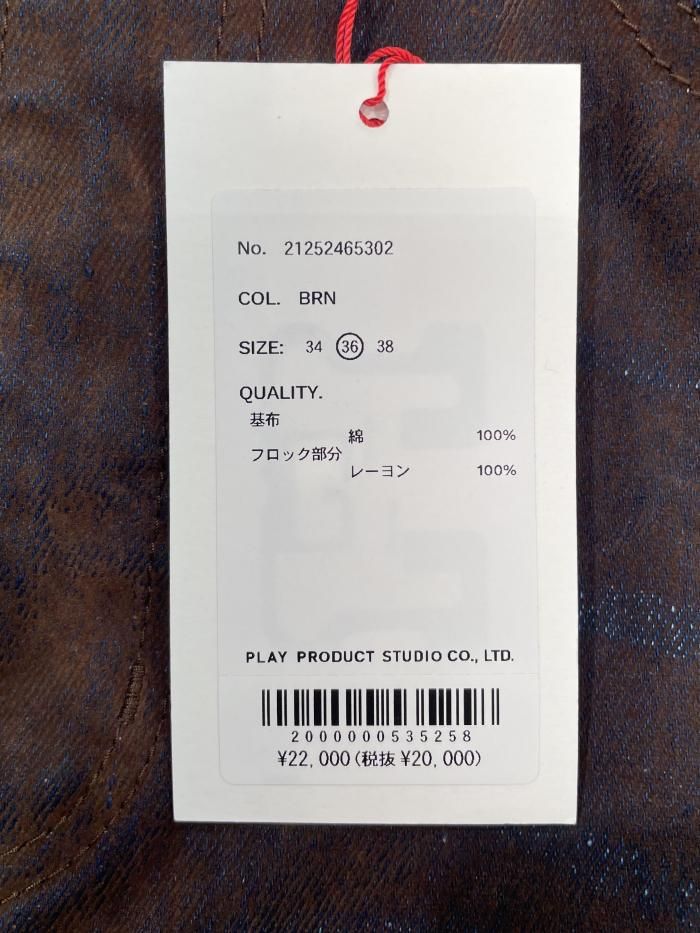 No. 21252465302
COL. BRN
SIZE: 34 36 38
QUALITY.
基布
綿 100%
フロック部分
レーヨン 100%
PLAY PRODUCT STUDIO CO., LTD.
2000000535258
¥22,000(税抜 ¥20,000)